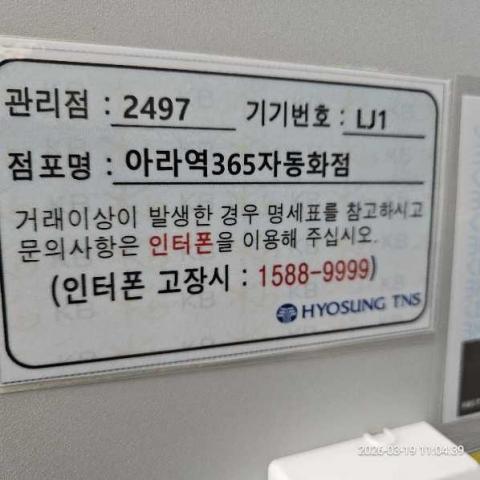 관리점 : 2497 기기번호 : LJ1
점포명 : 아라역365자동화점
거래이상이 발생한 경우 명세표를 참고하시고
문의사항은 인터폰을 이용해 주십시오.
(인터폰 고장시 : 1588-9999)
HYOSUNG TNS
2026-03-19 11:04:39